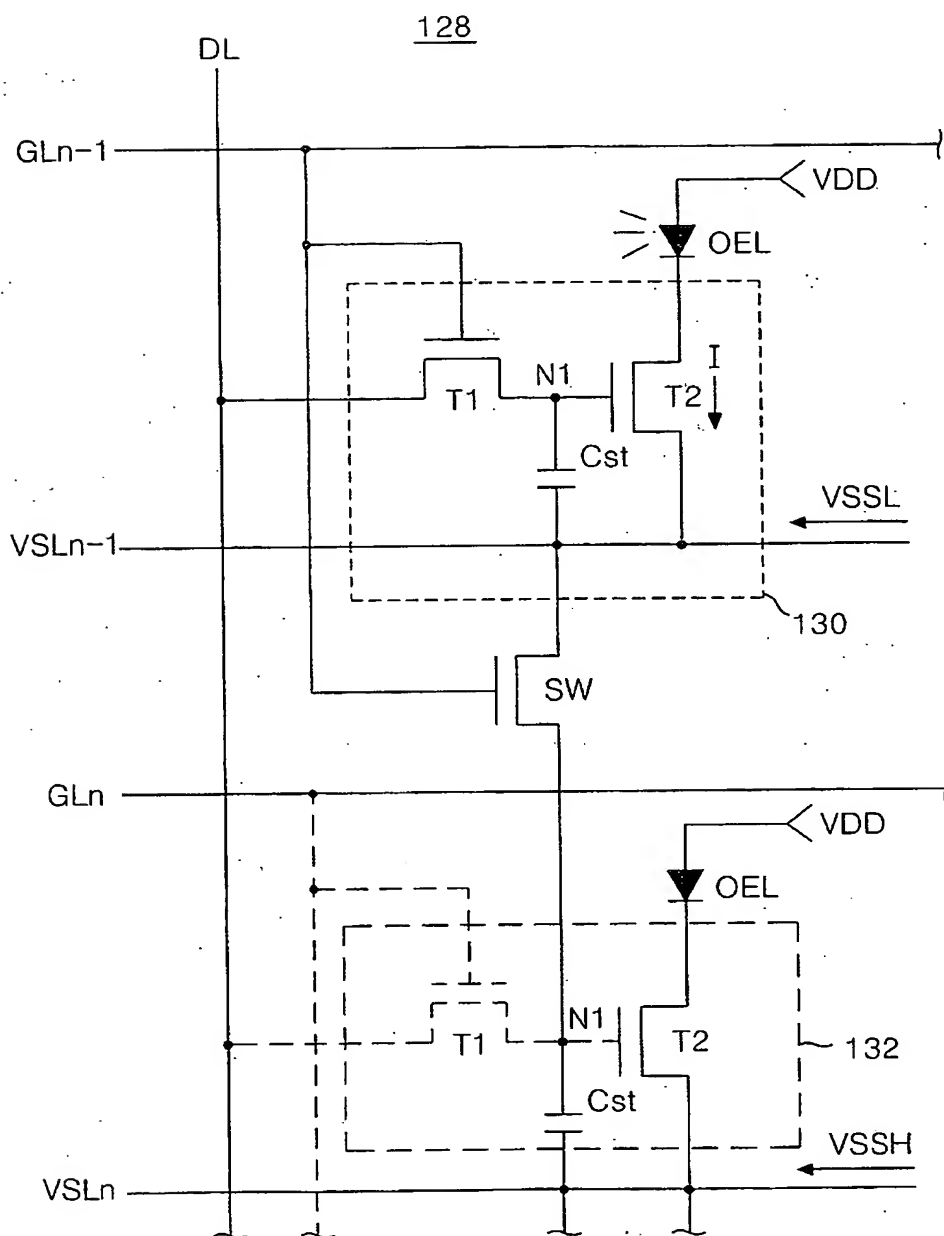 128
DL
GLn-1
VDD
OEL
I
N1
T1
T2
Cst
VSSL
VSLn-1
130
SW
GLn
VDD
OEL
N1
T1
T2
132
Cst
VSSH
VSLn